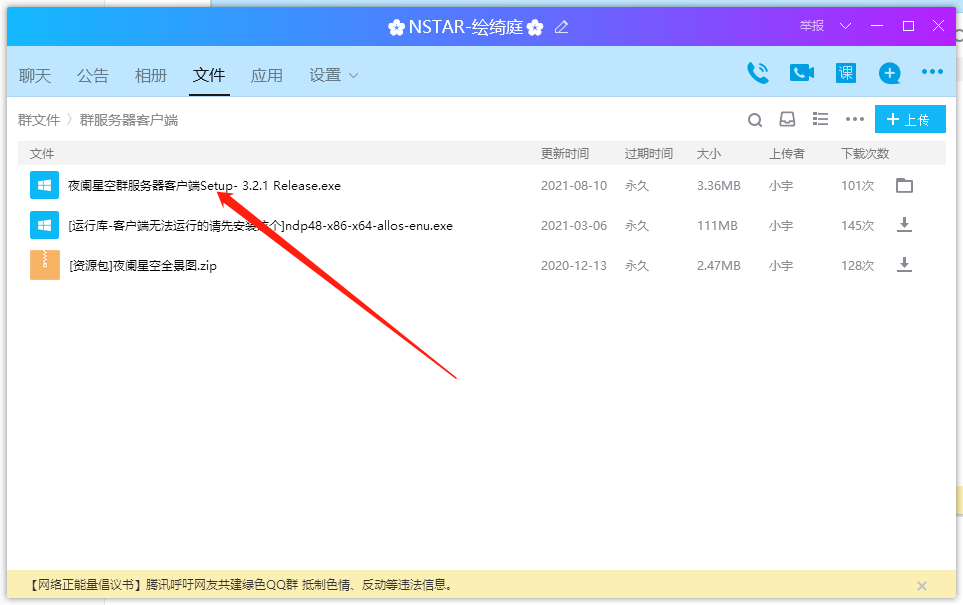 NSTAR-绘绮庭
举报
聊天 公告 相册 文件 应用 设置
课
群文件 〉 群服务器客户端
上传
文件 更新时间 过期时间 大小 上传者 下载次数
夜阑星空群服务器客户端Setup- 3.2.1 Release.exe 2021-08-10 永久 3.36MB 小宇 101次
[运行库-客户端无法运行的请先安装这个]ndp48-x86-x64-allos-enu.exe 2021-03-06 永久 111MB 小宇 145次
[资源包]夜阑星空全景图.zip 2020-12-13 永久 2.47MB 小宇 128次
【网络正能量倡议书】腾讯呼吁网友共建绿色QQ群 抵制色情、反动等违法信息。